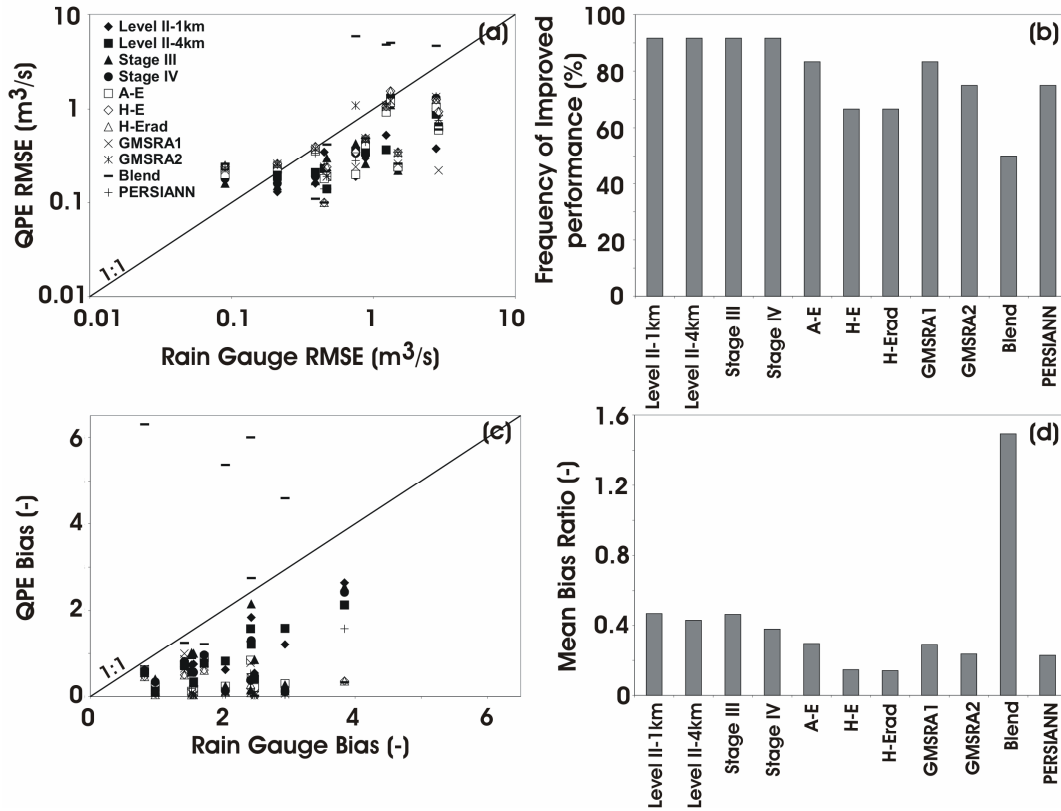 (a)
10
1
0.1
0.01
QPE RMSE (m3/s)
Level II-1km
Level II-4km
Stage III
Stage IV
A-E
H-E
H-Erad
GMSRA1
GMSRA2
Blend
PERSIANN
1:1
0.01 0.1 1 10
Rain Gauge RMSE (m3/s)
(b)
Frequency of Improved
performance (%)
100
80
60
40
20
0
Level II-1km
Level II-4km
Stage III
Stage IV
A-E
H-E
H-Erad
GMSRA1
GMSRA2
Blend
PERSIANN
(c)
QPE Bias (-)
6
4
2
0
1:1
0 2 4 6
Rain Gauge Bias (-)
(d)
Mean Bias Ratio (-)
1.6
1.2
0.8
0.4
0
Level II-1km
Level II-4km
Stage III
Stage IV
A-E
H-E
H-Erad
GMSRA1
GMSRA2
Blend
PERSIANN